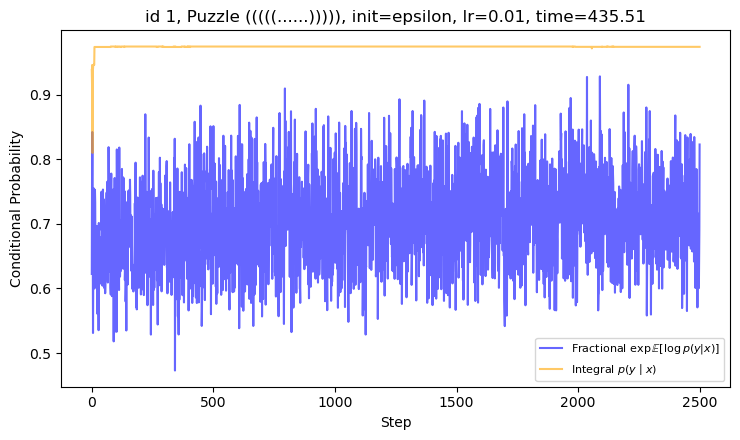 id 1, Puzzle (((((......))))), init=epsilon, lr=0.01, time=435.51
Conditional Probability
0.9
0.8
0.7
0.6
0.5
Fractional exp𝔼[log p(y|x)]
Integral p(y | x)
0
500
1000
1500
2000
2500
Step